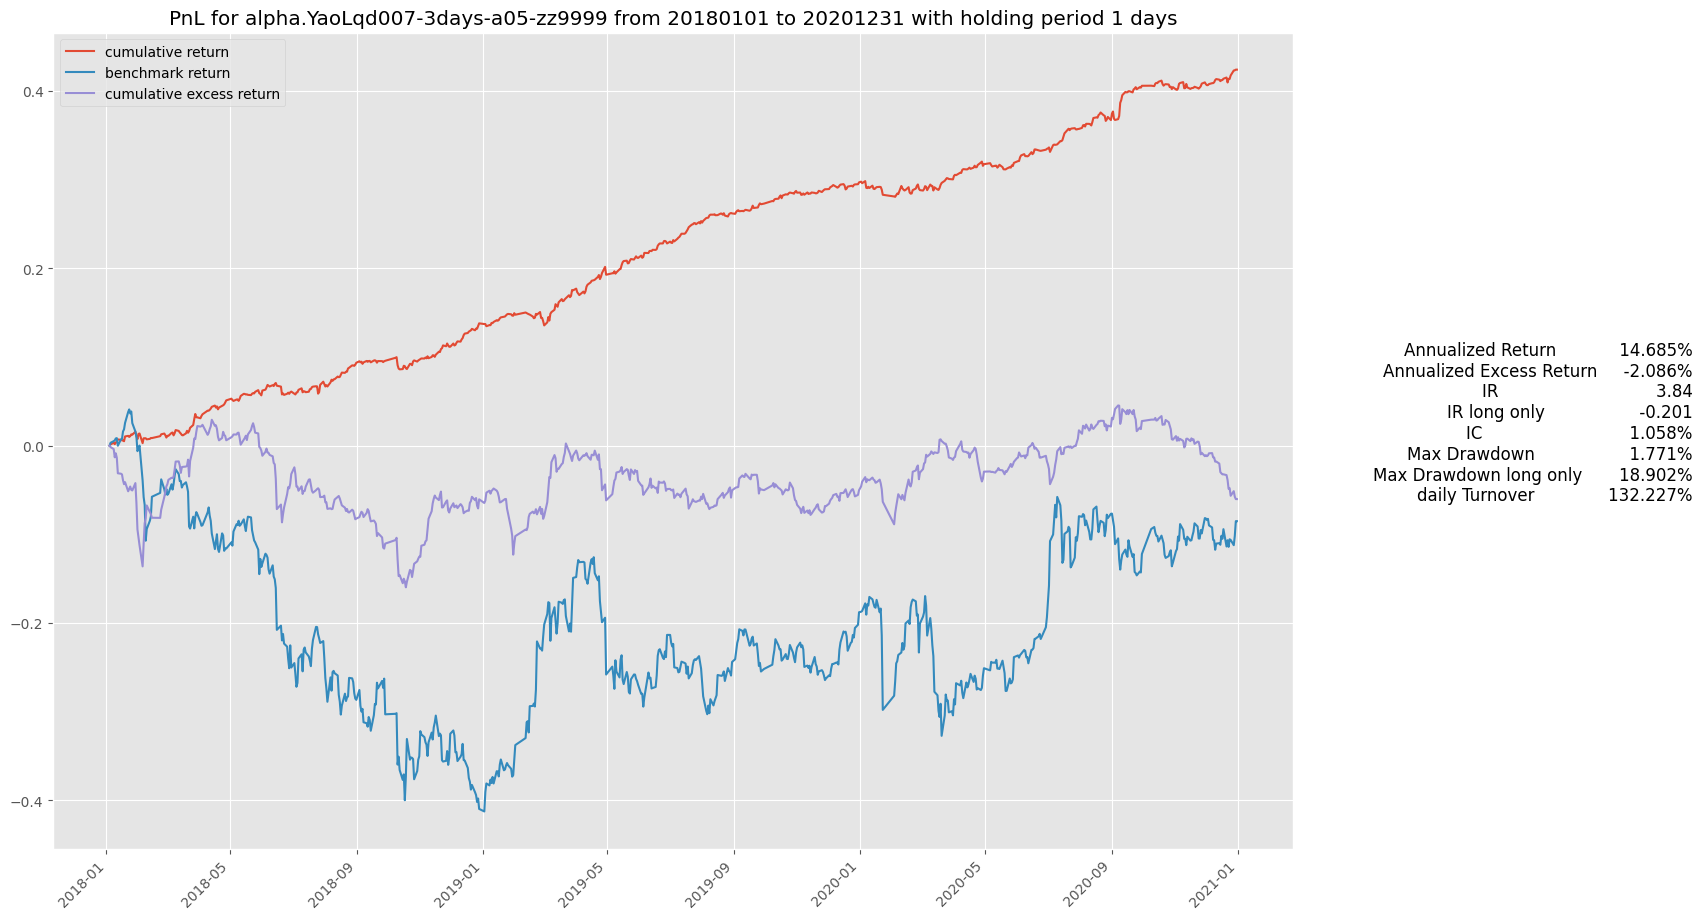 PnL for alpha.YaoLqd007-3days-a05-zz9999 from 20180101 to 20201231 with holding period 1 days
cumulative return
benchmark return
cumulative excess return
0.4
0.2
0.0
−0.2
−0.4
2018-01
2018-05
2018-09
2019-01
2019-05
2019-09
2020-01
2020-05
2020-09
2021-01
Annualized Return 14.685%
Annualized Excess Return -2.086%
IR 3.84
IR long only -0.201
IC 1.058%
Max Drawdown 1.771%
Max Drawdown long only 18.902%
daily Turnover 132.227%